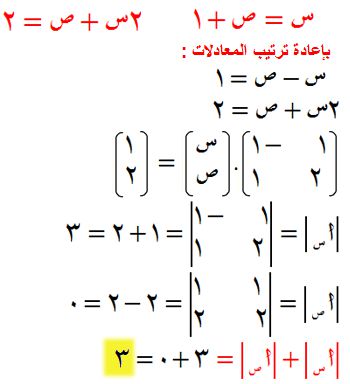 س = ص + ١    ٢س + ص = ٢
بإعادة ترتيب المعادلات :
س − ص = ١
٢س + ص = ٢
(١ −١ ; ٢ ١) . (س ; ص) = (١ ; ٢)
|أس| = |١ −١ ; ٢ ١| = ١ + ٢ = ٣
|أص| = |١ ١ ; ٢ ٢| = ٢ − ٢ = ٠
|أس| + |أص| = ٣ + ٠ = ٣